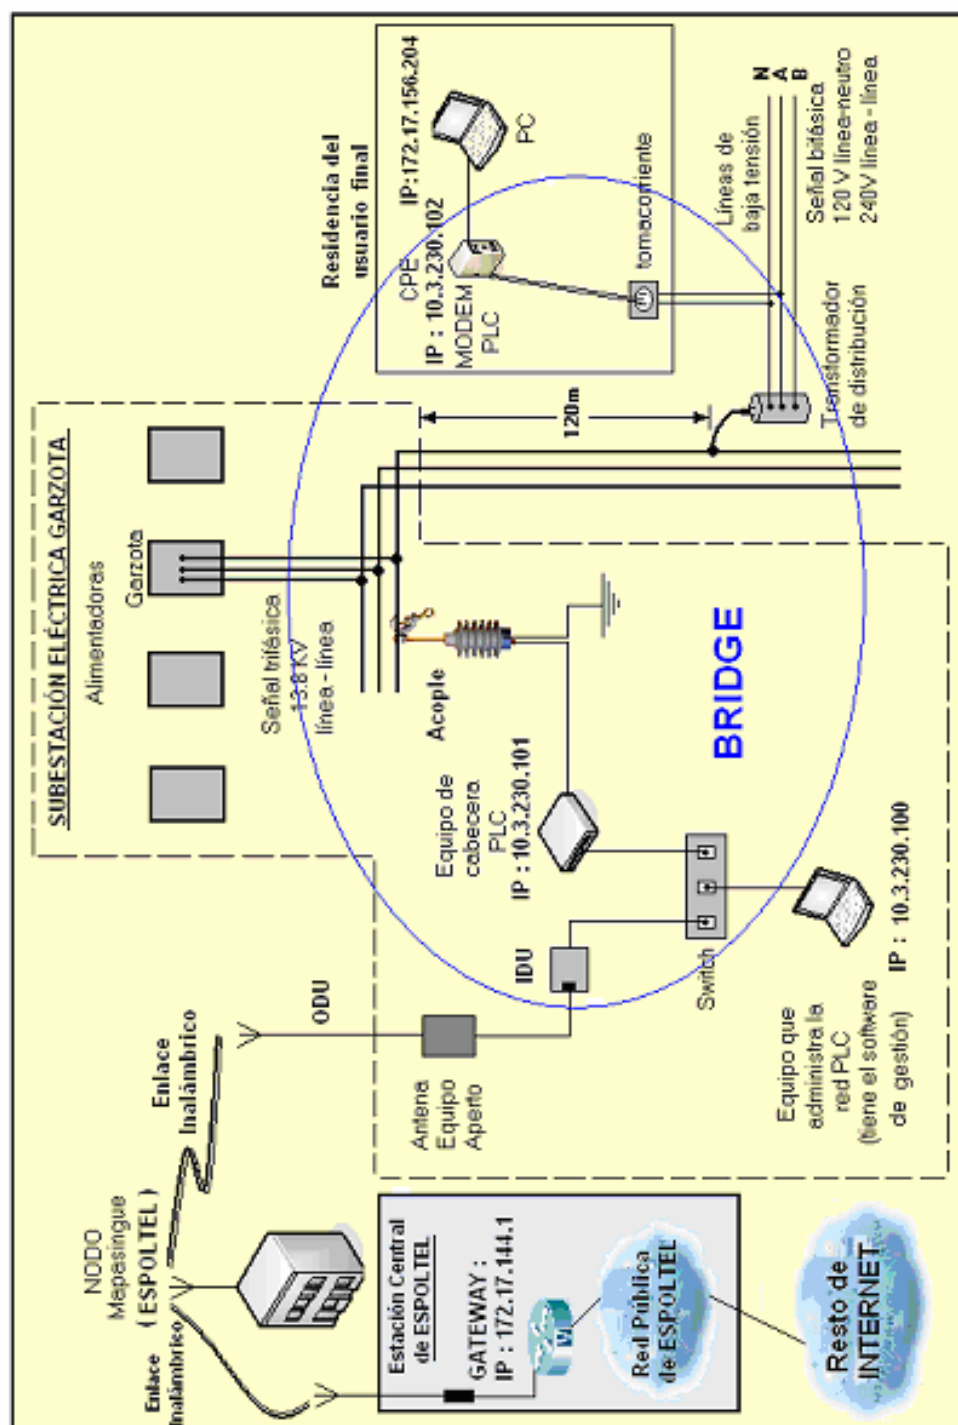 NODO
Mapasingue
( ESPOLTEL )
Enlace
Inalámbrico
Enlace
Inalámbrico
Estación Central
de ESPOLTEL
GATEWAY :
IP : 172.17.144.1
Red Pública
de ESPOLTEL
Resto de
INTERNET
ODU
Antena
Equipo
Aperto
IDU
Switch
Equipo que
administra la
red PLC
(tiene el software
de gestión)
IP : 10.3.230.100
SUBESTACIÓN ELÉCTRICA GARZOTA
Alimentadoras
Garzota
Señal trifásica
13.8 KV
línea - línea
Acople
Equipo de
cabecera
PLC
IP : 10.3.230.101
BRIDGE
120m
Residencia del
usuario final
CPE
IP : 10.3.230.102
MODEM
PLC
IP:172.17.156.204
PC
tomacorriente
Líneas de
baja tensión
N
A
B
Señal bifásica
120 V línea-neutro
240V línea - línea
Transformador
de distribución